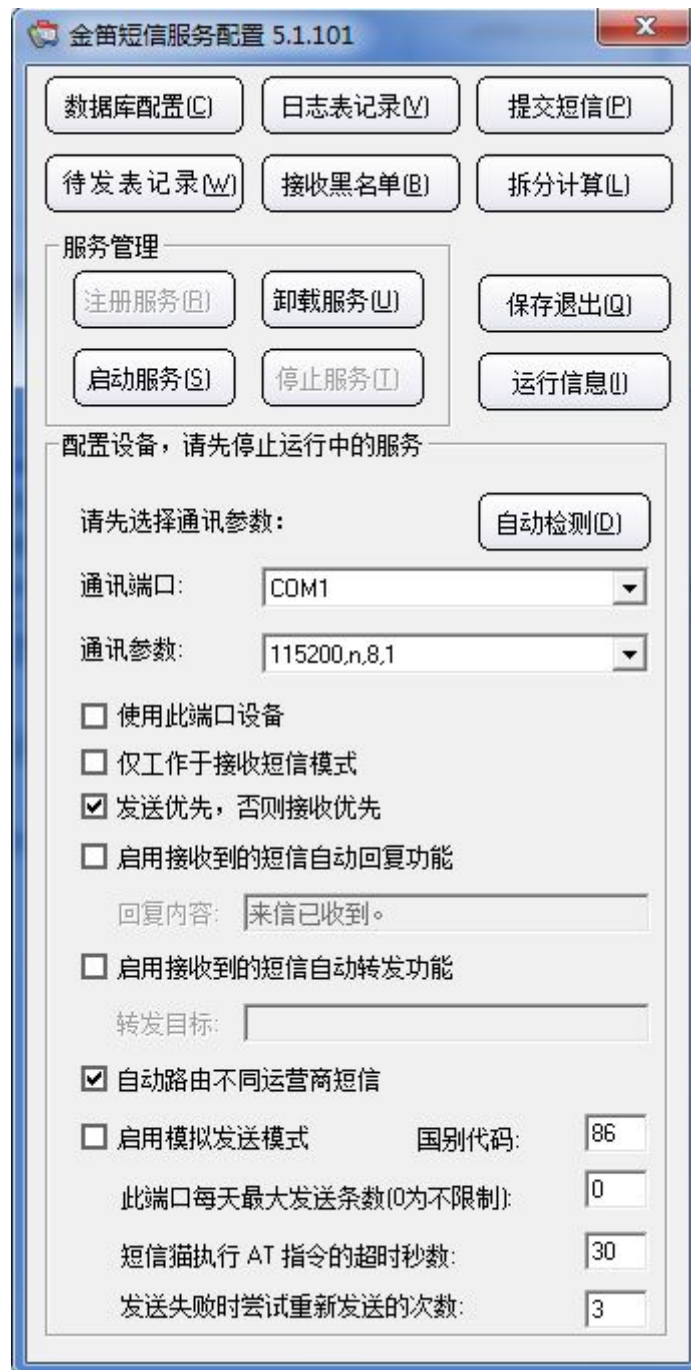 金笛短信服务配置 5.1.101
数据库配置(C) 日志表记录(V) 提交短信(P)
待发表记录(W) 接收黑名单(B) 拆分计算(L)
服务管理
注册服务(R) 卸载服务(U) 保存退出(Q)
启动服务(S) 停止服务(T) 运行信息(I)
配置设备，请先停止运行中的服务
请先选择通讯参数： 自动检测(D)
通讯端口: COM1
通讯参数: 115200,n,8,1
使用此端口设备
仅工作于接收短信模式
发送优先，否则接收优先
启用接收到的短信自动回复功能
回复内容: 来信已收到。
启用接收到的短信自动转发功能
转发目标:
自动路由不同运营商短信
启用模拟发送模式 国别代码: 86
此端口每天最大发送条数(0为不限制): 0
短信猫执行 AT 指令的超时秒数: 30
发送失败时尝试重新发送的次数: 3